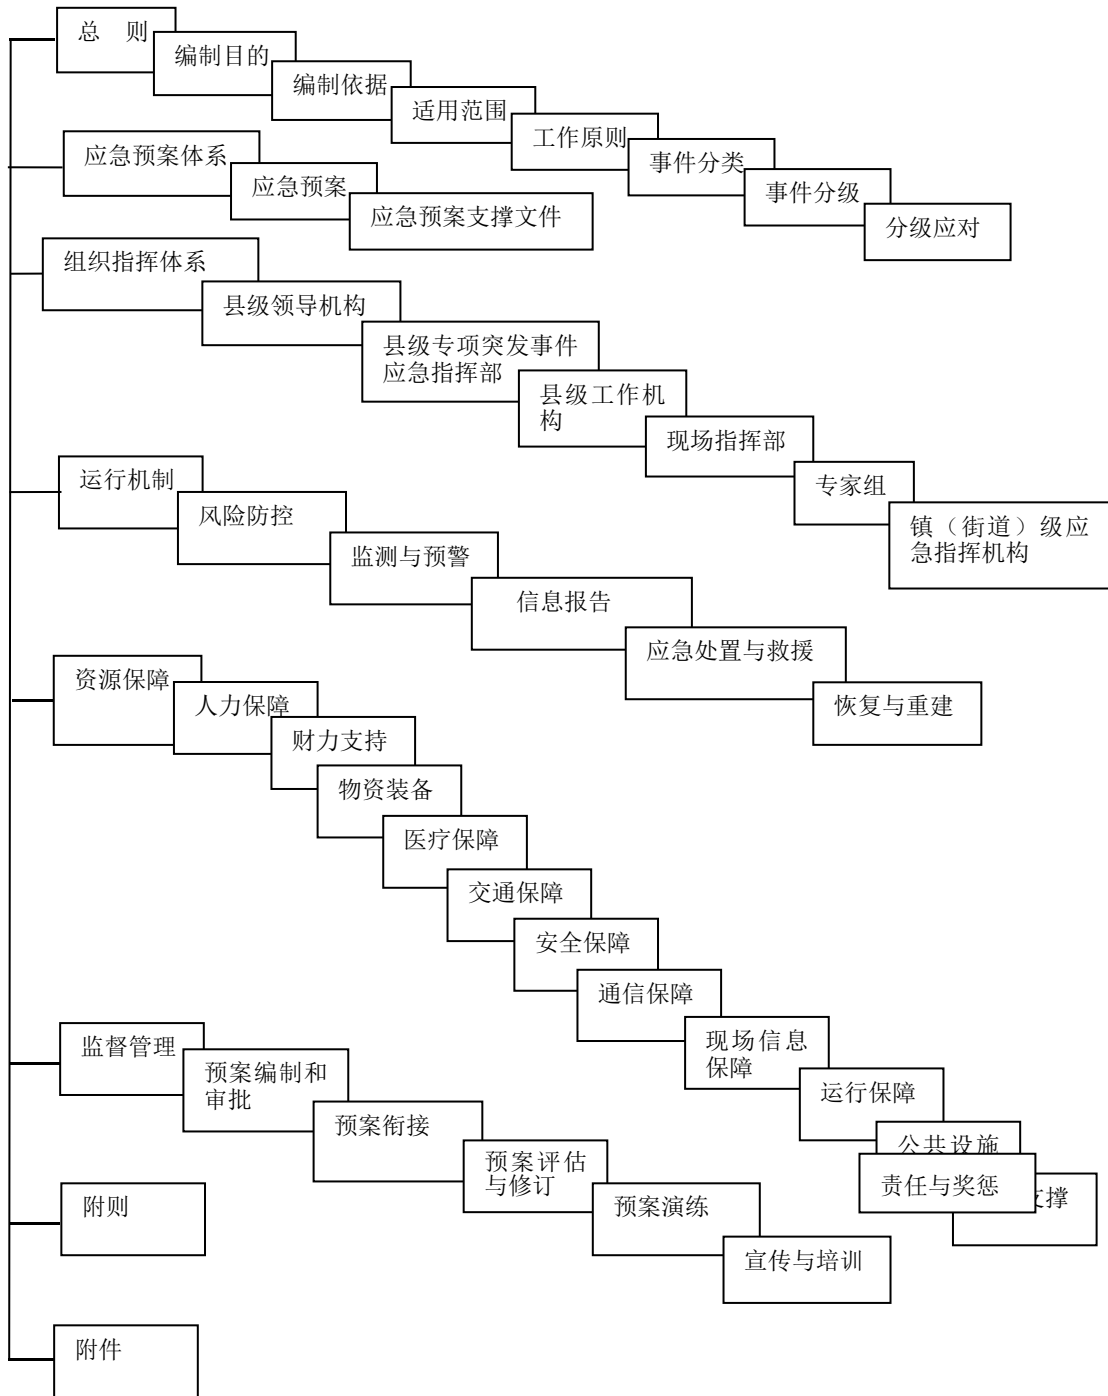 总 则
编制目的
编制依据
适用范围
工作原则
事件分类
事件分级
分级应对
应急预案体系
应急预案
应急预案支撑文件
组织指挥体系
县级领导机构
县级专项突发事件
应急指挥部
县级工作机
构
现场指挥部
专家组
镇（街道）级应
急指挥机构
运行机制
风险防控
监测与预警
信息报告
应急处置与救援
恢复与重建
资源保障
人力保障
财力支持
物资装备
医疗保障
交通保障
安全保障
通信保障
现场信息
保障
运行保障
公共设施
支撑
监督管理
预案编制和
审批
预案衔接
预案评估
与修订
预案演练
宣传与培训
责任与奖惩
附则
附件